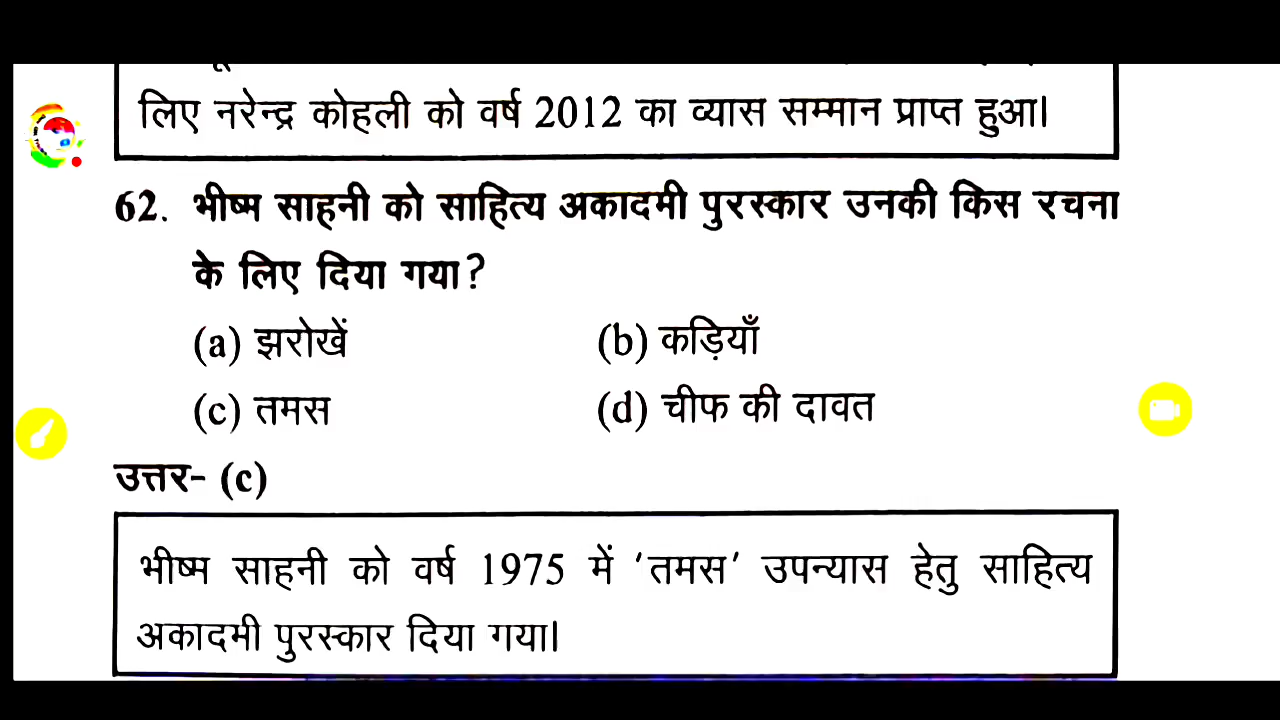 लिए नरेन्द्र कोहली को वर्ष 2012 का व्यास सम्मान प्राप्त हुआ।
62. भीष्म साहनी को साहित्य अकादमी पुरस्कार उनकी किस रचना
के लिए दिया गया?
(a) झरोखें (b) कड़ियाँ
(c) तमस (d) चीफ की दावत
उत्तर- (c)
भीष्म साहनी को वर्ष 1975 में 'तमस' उपन्यास हेतु साहित्य
अकादमी पुरस्कार दिया गया।